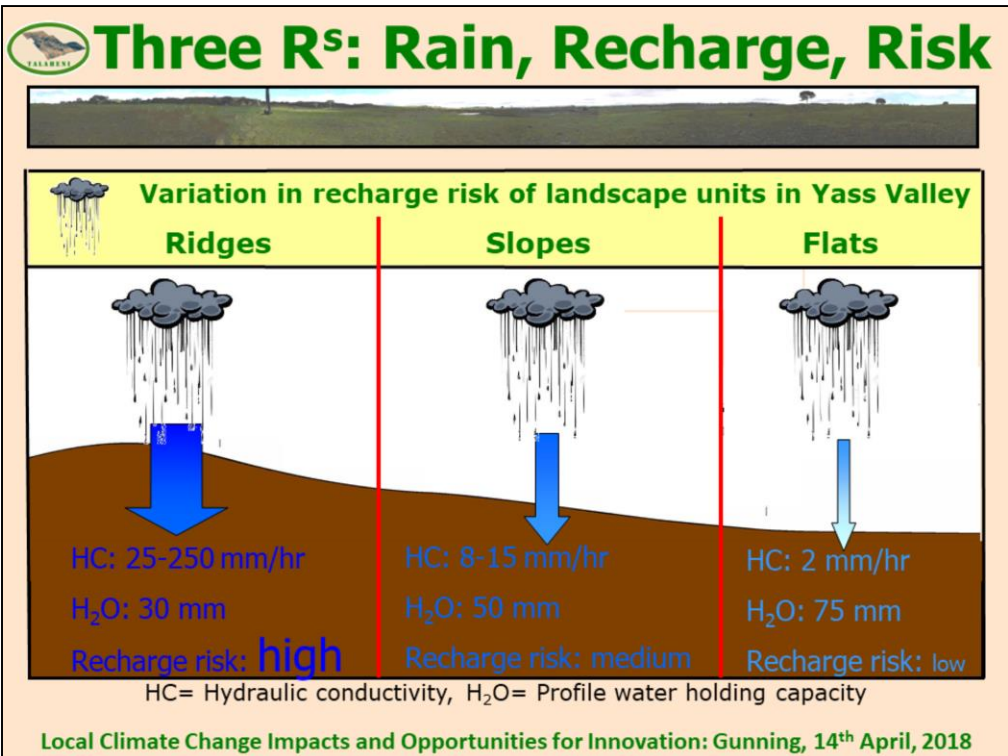 TALAHENI
Three Rˢ: Rain, Recharge, Risk
Variation in recharge risk of landscape units in Yass Valley
Ridges Slopes Flats
HC: 25-250 mm/hr HC: 8-15 mm/hr HC: 2 mm/hr
H₂O: 30 mm H₂O: 50 mm H₂O: 75 mm
Recharge risk: high Recharge risk: medium Recharge risk: low
HC= Hydraulic conductivity, H₂O= Profile water holding capacity
Local Climate Change Impacts and Opportunities for Innovation: Gunning, 14ᵗʰ April, 2018